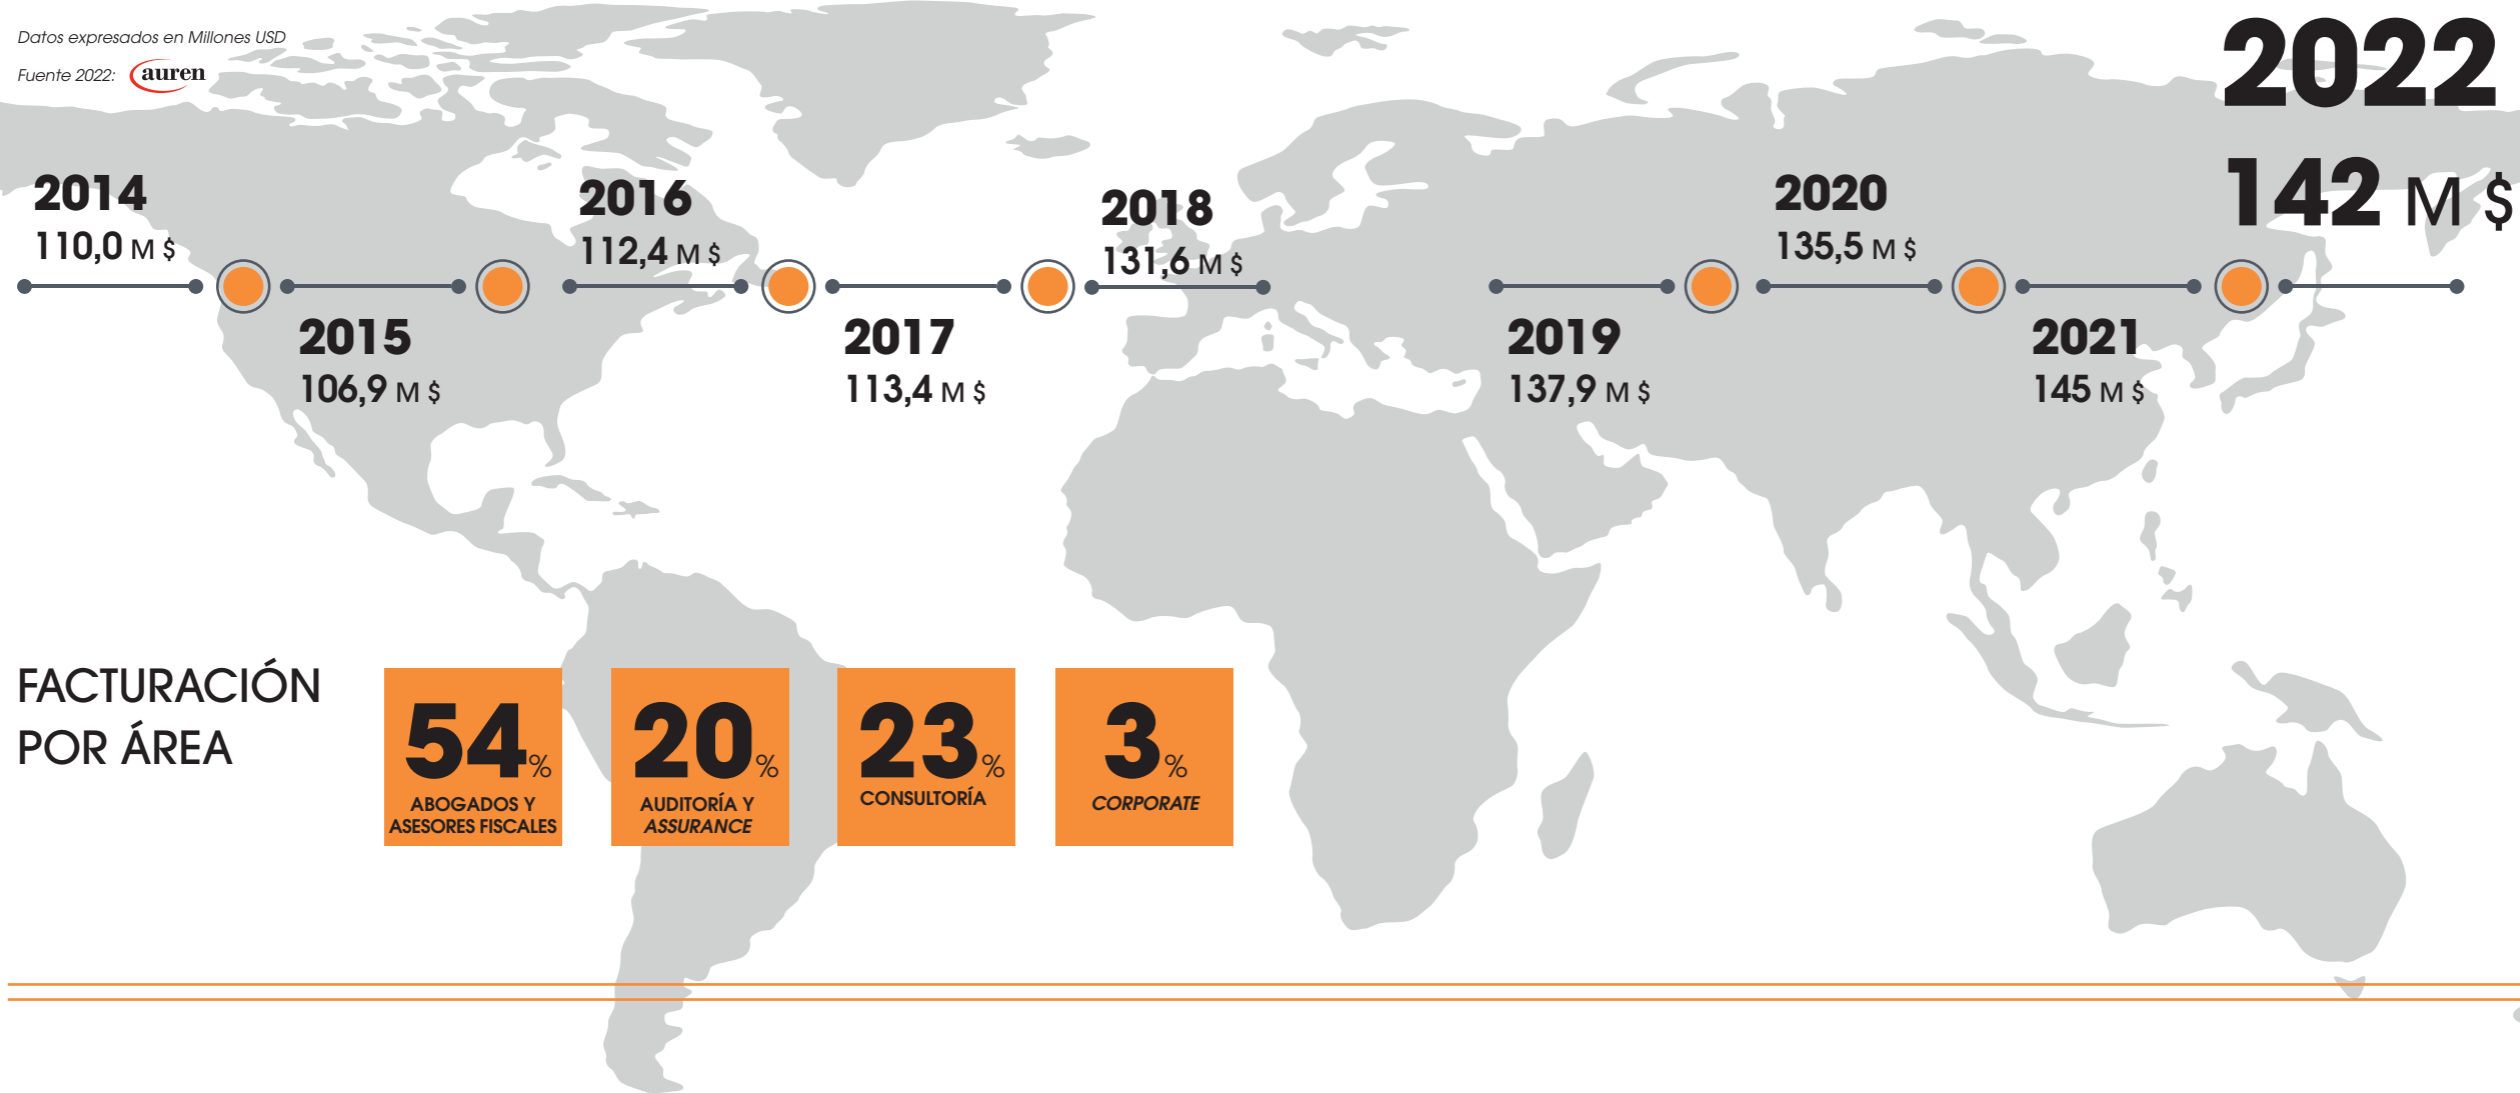 Datos expresados en Millones USD
Fuente 2022: auren
2014
110,0 M $
2015
106,9 M $
2016
112,4 M $
2017
113,4 M $
2018
131,6 M $
2019
137,9 M $
2020
135,5 M $
2021
145 M $
2022
142 M $
FACTURACIÓN
POR ÁREA
54%
ABOGADOS Y
ASESORES FISCALES
20%
AUDITORÍA Y
ASSURANCE
23%
CONSULTORÍA
3%
CORPORATE